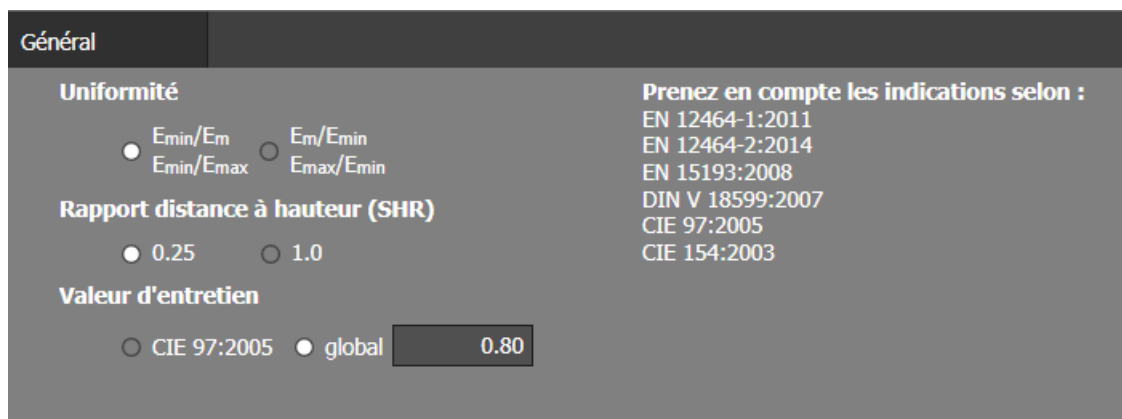 Général
Uniformité
Emin/Em
Emin/Emax
Em/Emin
Emax/Emin
Rapport distance à hauteur (SHR)
0.25 1.0
Valeur d'entretien
CIE 97:2005 global 0.80
Prenez en compte les indications selon :
EN 12464-1:2011
EN 12464-2:2014
EN 15193:2008
DIN V 18599:2007
CIE 97:2005
CIE 154:2003